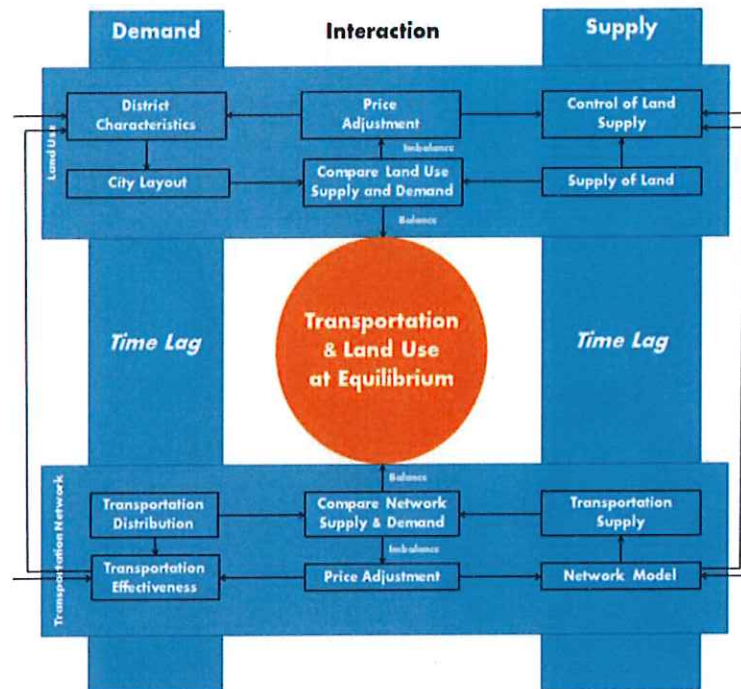 Demand
Interaction
Supply
District
Characteristics
Price
Adjustment
Control of Land
Supply
Land Use
Imbalance
City Layout
Compare Land Use
Supply and Demand
Supply of Land
Balance
Time Lag
Transportation
& Land Use
at Equilibrium
Time Lag
Transportation Network
Balance
Transportation
Distribution
Compare Network
Supply & Demand
Transportation
Supply
Imbalance
Transportation
Effectiveness
Price Adjustment
Network Model